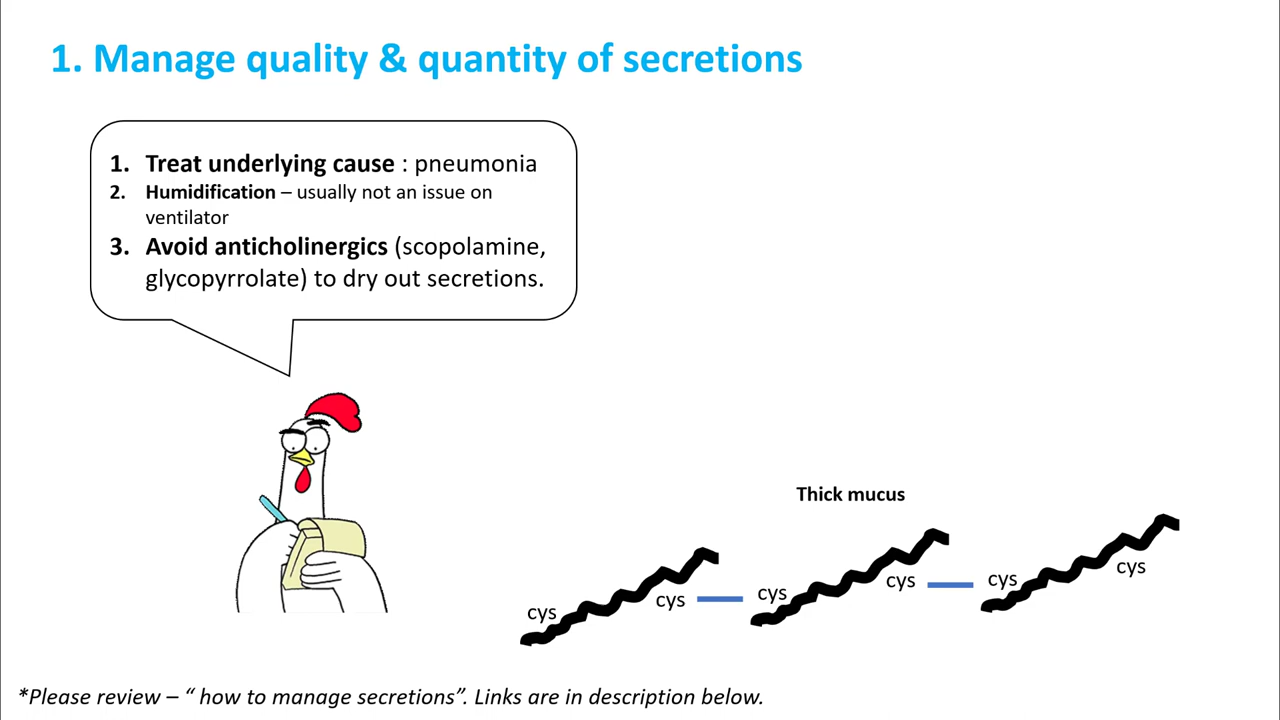 1. Manage quality & quantity of secretions
1. Treat underlying cause : pneumonia
2. Humidification – usually not an issue on
ventilator
3. Avoid anticholinergics (scopolamine,
glycopyrrolate) to dry out secretions.
Thick mucus
cys cys cys cys cys cys
*Please review – “ how to manage secretions”. Links are in description below.